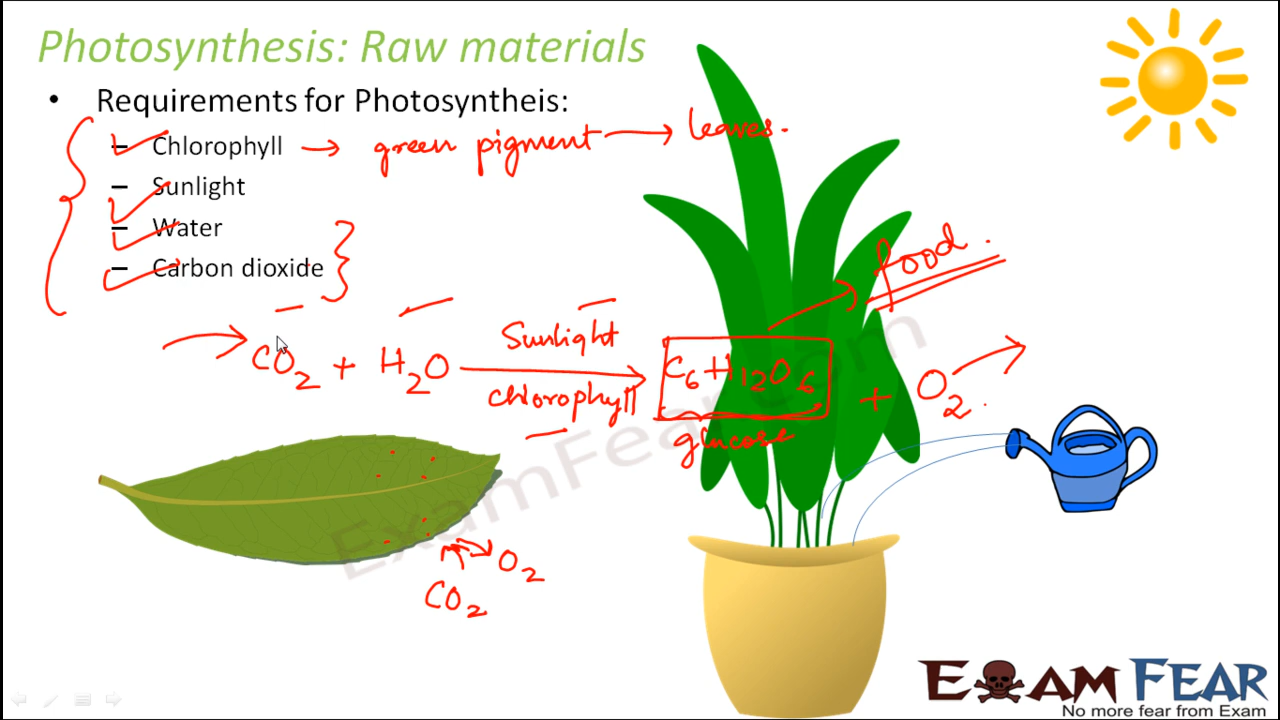 Photosynthesis: Raw materials
• Requirements for Photosyntheis:
– Chlorophyll → green pigment → leaves.
– Sunlight
– Water
– Carbon dioxide
food.
CO2 + H2O Sunlight chlorophyll → C6H12O6 + O2.
glucose
O2
CO2
ExamFear.com
EXAM FEAR
No more fear from Exam